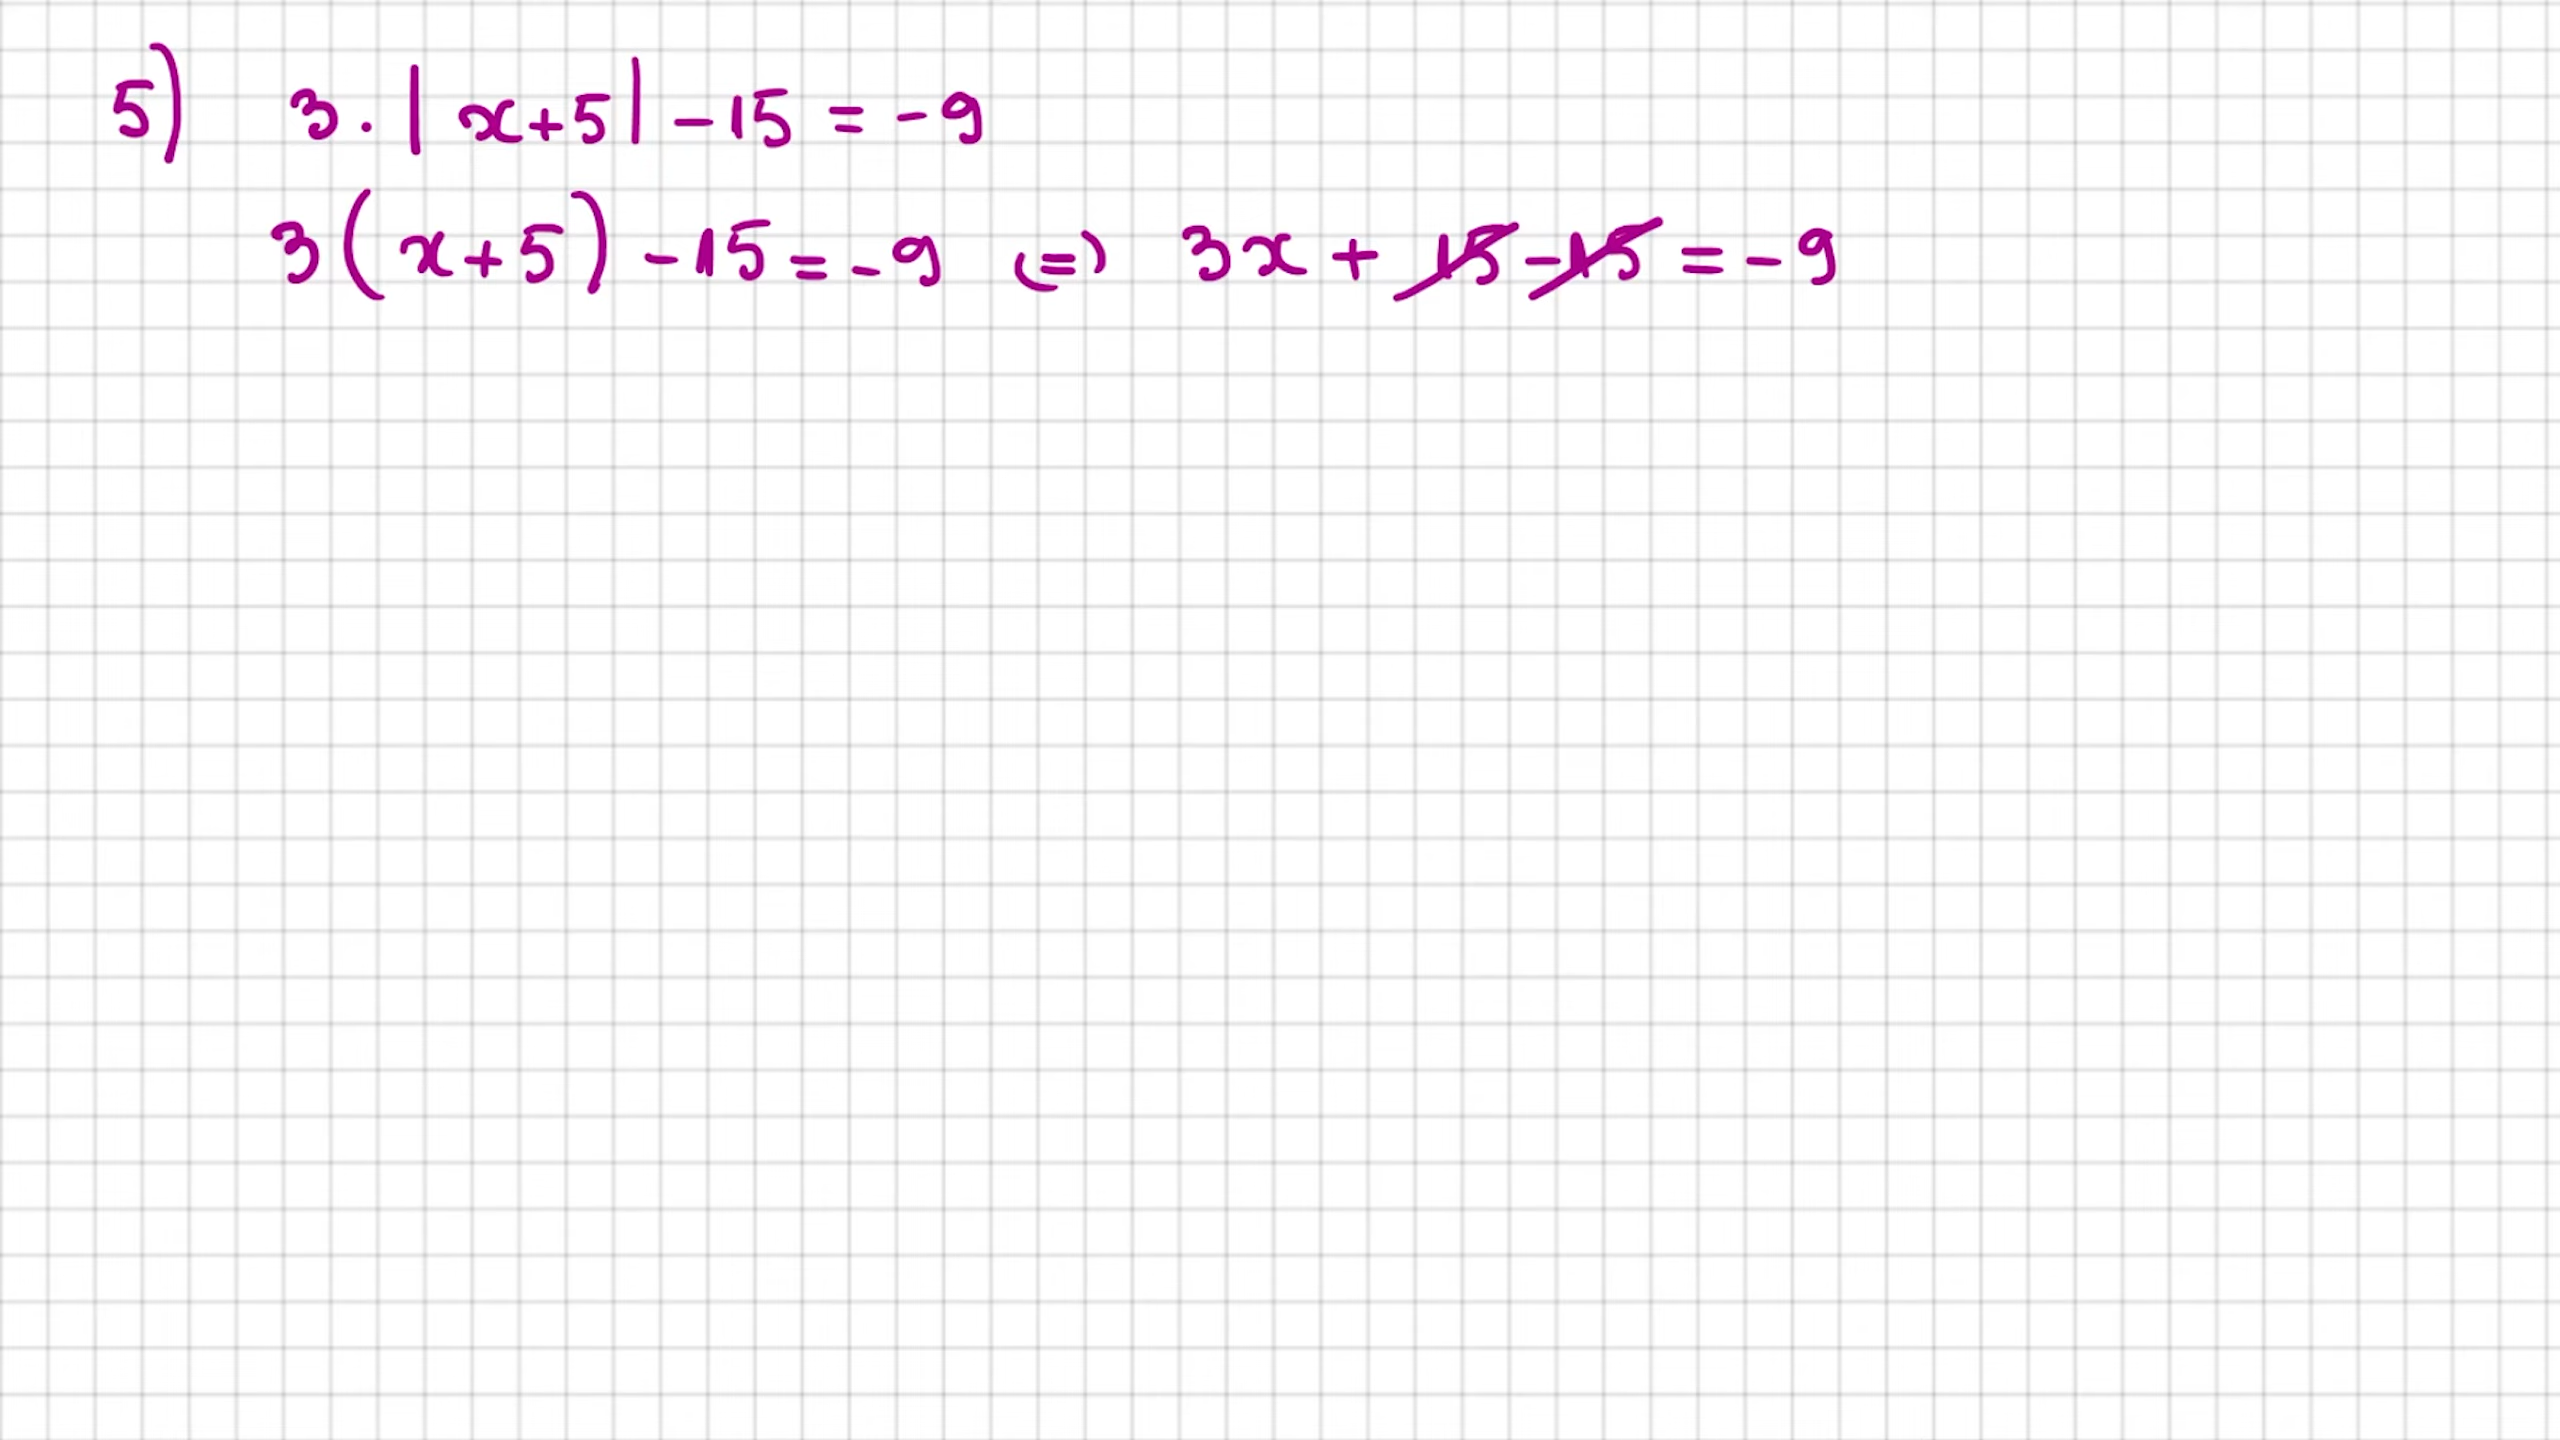 5) 3 . | x+5 | - 15 = - 9
3 ( x+5 ) - 15 = - 9 (=) 3x + 15 - 15 = - 9